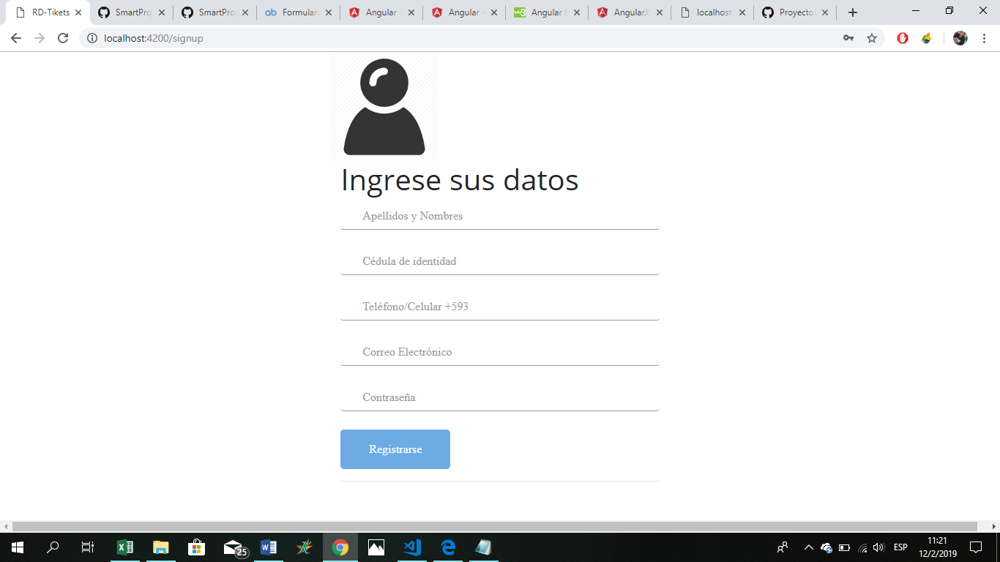 RD-Tikets
SmartPro
SmartPro
Formular
Angular
Angular
Angular S
AngularJS
localhost
Proyecto
localhost:4200/signup
Ingrese sus datos
Apellidos y Nombres
Cédula de identidad
Teléfono/Celular +593
Correo Electrónico
Contraseña
Registrarse
25
ESP
11:21
12/2/2019